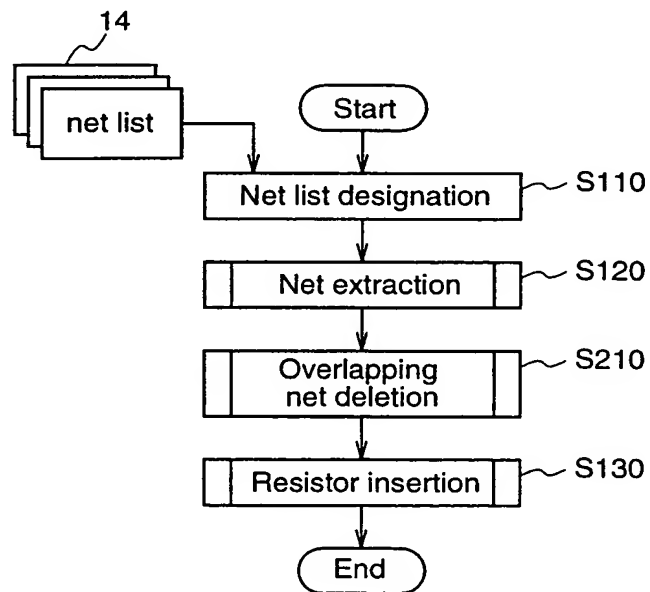 14
net list
Start
Net list designation
S110
Net extraction
S120
Overlapping
net deletion
S210
Resistor insertion
S130
End